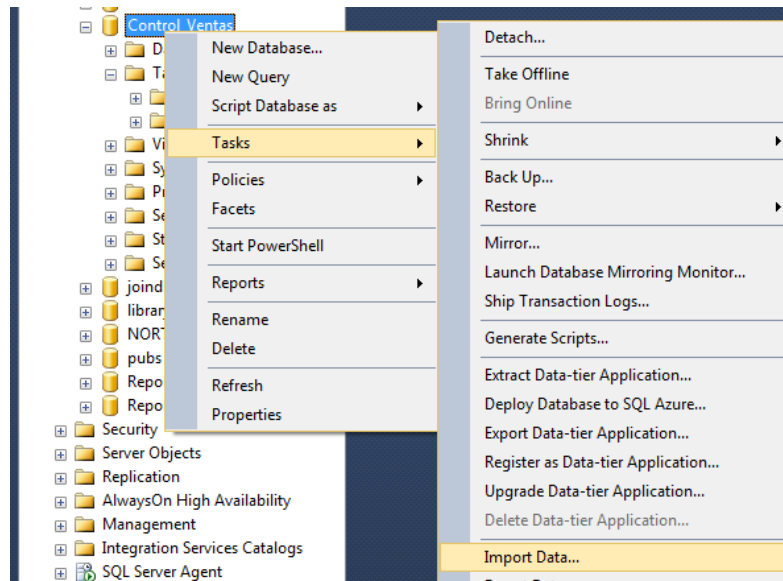 Control_Ventas
New Database...
New Query
Script Database as
Tasks
Policies
Facets
Start PowerShell
Reports
Rename
Delete
Refresh
Properties
Detach...
Take Offline
Bring Online
Shrink
Back Up...
Restore
Mirror...
Launch Database Mirroring Monitor...
Ship Transaction Logs...
Generate Scripts...
Extract Data-tier Application...
Deploy Database to SQL Azure...
Export Data-tier Application...
Register as Data-tier Application...
Upgrade Data-tier Application...
Delete Data-tier Application...
Import Data...
joind
librar
NORT
pubs
Repo
Repo
Security
Server Objects
Replication
AlwaysOn High Availability
Management
Integration Services Catalogs
SQL Server Agent